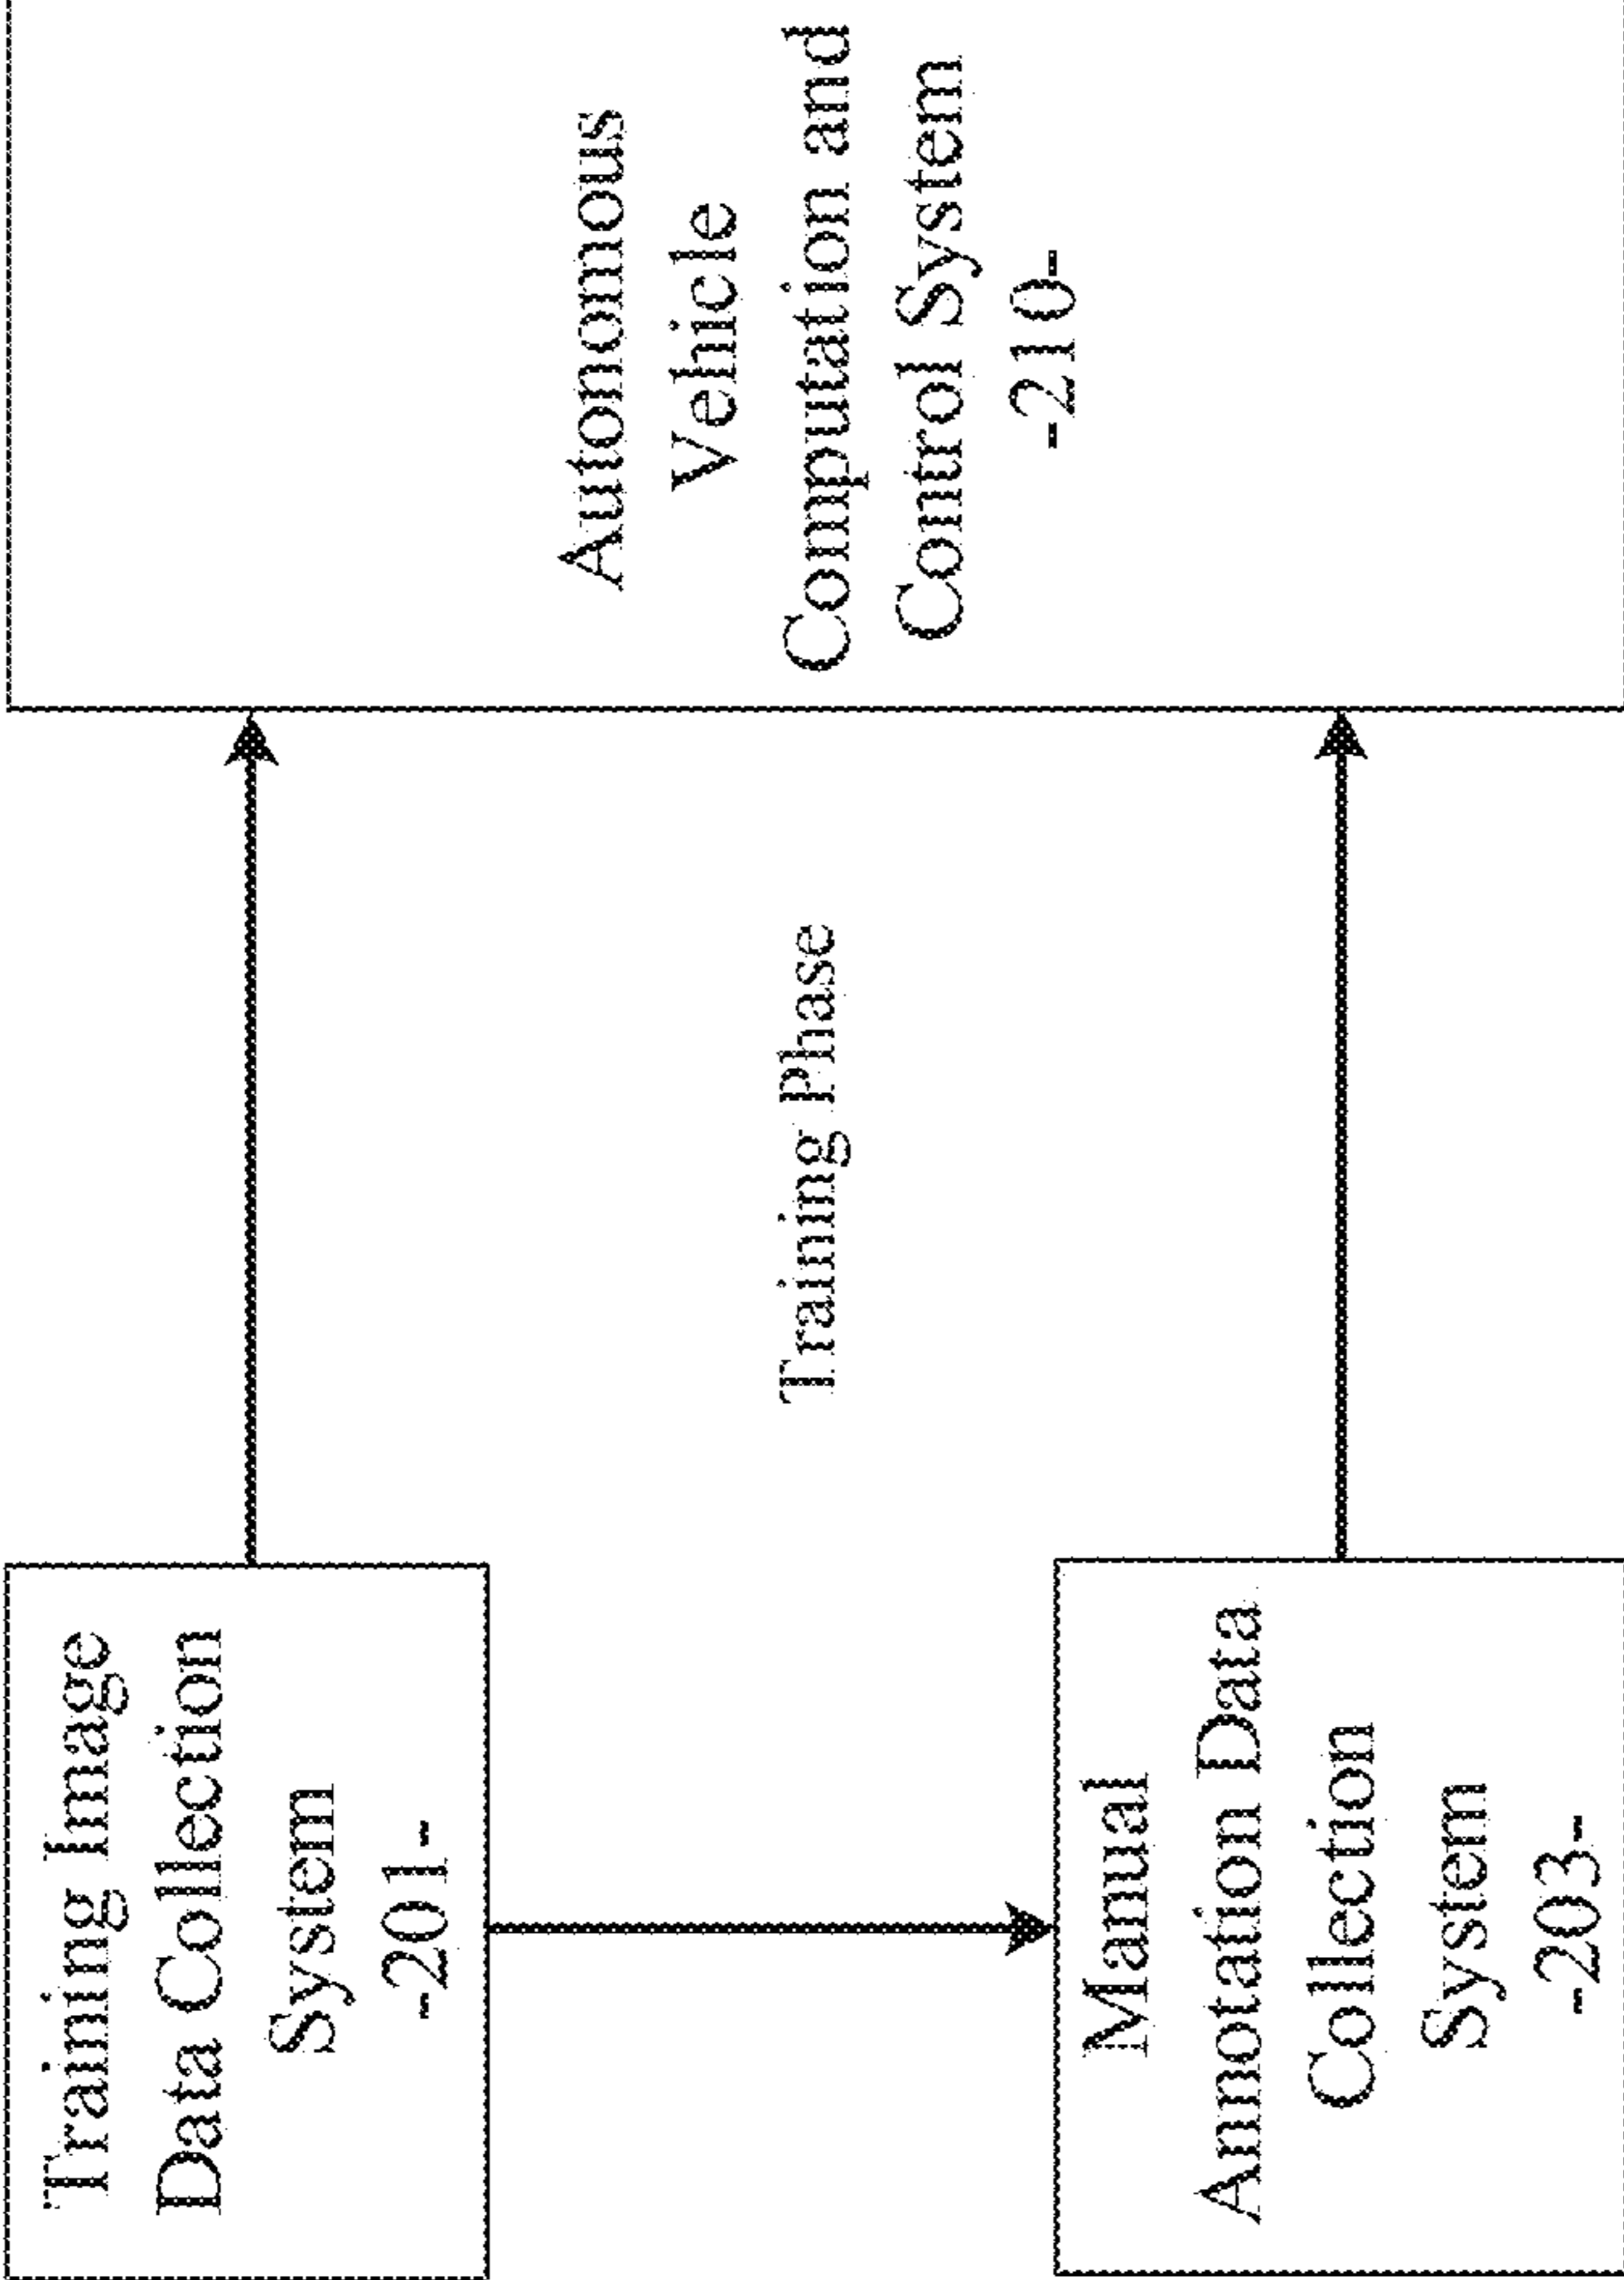 Training Image
Data Collection
System
-201-
Manual
Annotation Data
Collection
System
-203-
Training Phase
Autonomous
Vehicle
Computation and
Control System
-210-